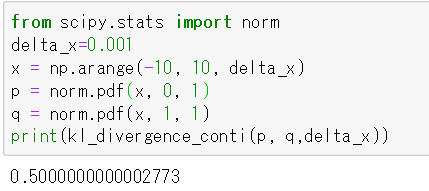 from scipy.stats import norm
delta_x=0.001
x = np.arange(-10, 10, delta_x)
p = norm.pdf(x, 0, 1)
q = norm.pdf(x, 1, 1)
print(kl_divergence_conti(p, q,delta_x))
0.5000000000002773